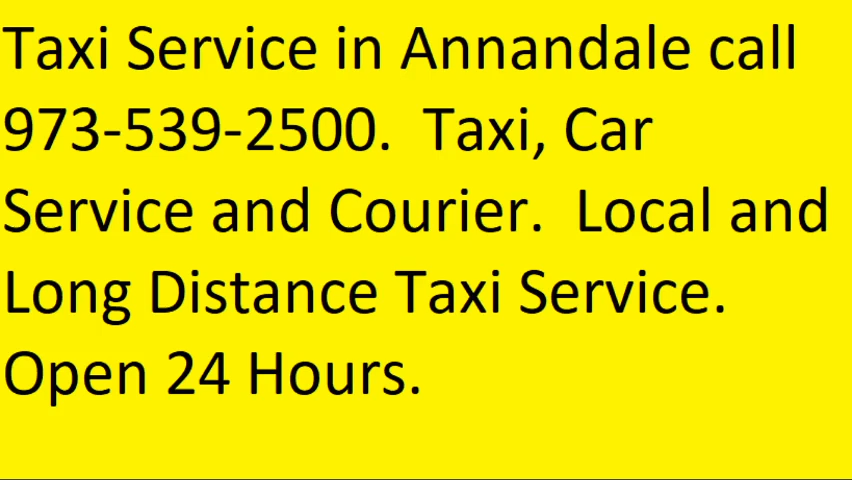 Taxi Service in Annandale call
973-539-2500.  Taxi, Car
Service and Courier.  Local and
Long Distance Taxi Service.
Open 24 Hours.